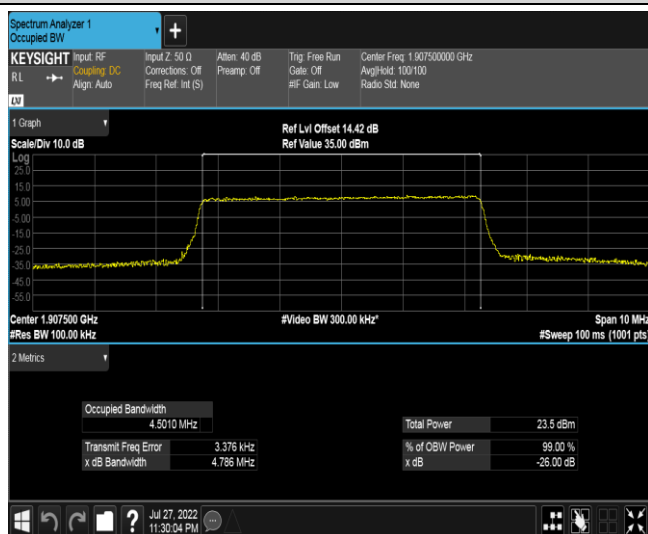 Spectrum Analyzer 1
Occupied BW
+
KEYSIGHT
RL
LXI
Input: RF
Coupling: DC
Align: Auto
Input Z: 50 Ω
Corrections: Off
Freq Ref: Int (S)
Atten: 40 dB
Preamp: Off
Trig: Free Run
Gate: Off
#IF Gain: Low
Center Freq: 1.907500000 GHz
Avg|Hold: 100/100
Radio Std: None
1 Graph
Scale/Div 10.0 dB
Ref Lvl Offset 14.42 dB
Ref Value 35.00 dBm
Log
25.0
15.0
5.00
-5.00
-15.0
-25.0
-35.0
-45.0
-55.0
Center 1.907500 GHz
#Res BW 100.00 kHz
#Video BW 300.00 kHz*
Span 10 MHz
#Sweep 100 ms (1001 pts)
2 Metrics
Occupied Bandwidth
4.5010 MHz
Transmit Freq Error 3.376 kHz
x dB Bandwidth 4.786 MHz
Total Power 23.5 dBm
% of OBW Power 99.00 %
x dB -26.00 dB
?
Jul 27, 2022
11:30:04 PM